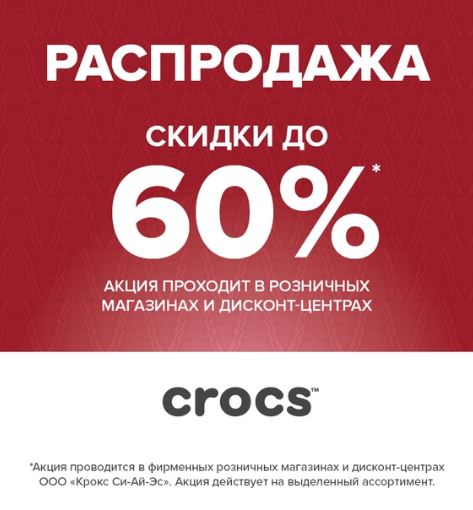 РАСПРОДАЖА
СКИДКИ ДО
60%*
АКЦИЯ ПРОХОДИТ В РОЗНИЧНЫХ
МАГАЗИНАХ И ДИСКОНТ-ЦЕНТРАХ
crocs™
*Акция проводится в фирменных розничных магазинах и дисконт-центрах
ООО «Крокс Си-Ай-Эс». Акция действует на выделенный ассортимент.